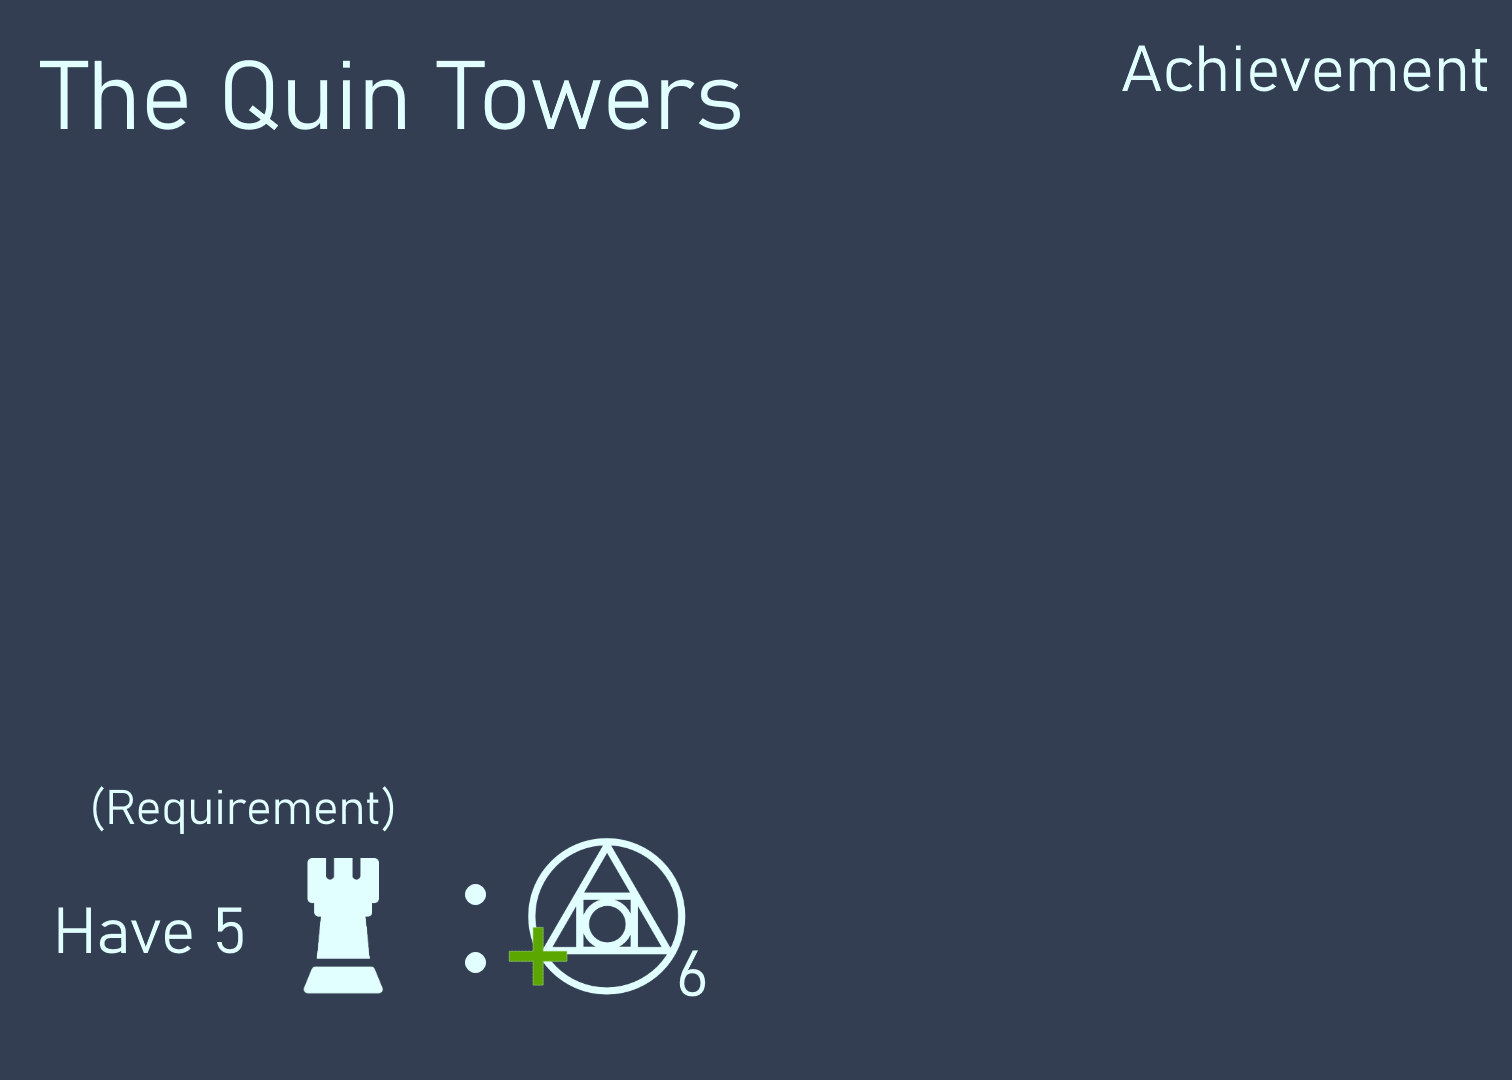 The Quin Towers
Achievement
(Requirement)
Have 5 :
6